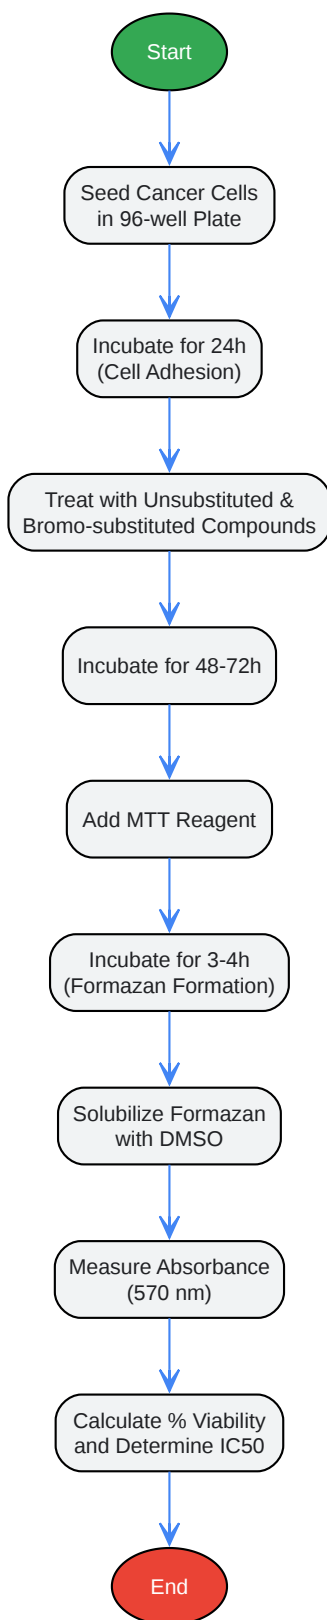 Start
Seed Cancer Cells
in 96-well Plate
Incubate for 24h
(Cell Adhesion)
Treat with Unsubstituted &
Bromo-substituted Compounds
Incubate for 48-72h
Add MTT Reagent
Incubate for 3-4h
(Formazan Formation)
Solubilize Formazan
with DMSO
Measure Absorbance
(570 nm)
Calculate % Viability
and Determine IC50
End